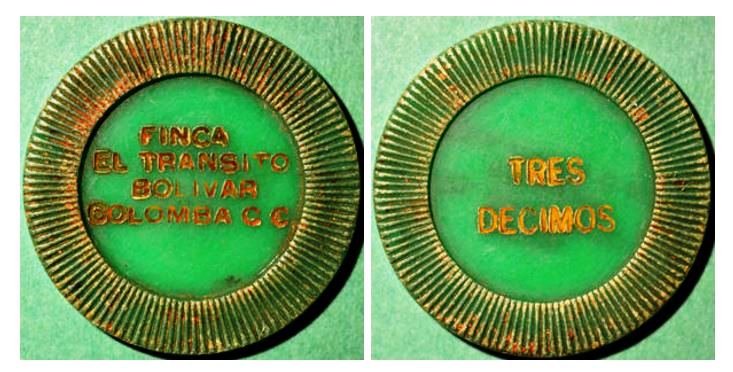 FINCA
EL TRANSITO
BOLIVAR
COLOMBA C C.
TRES
DECIMOS